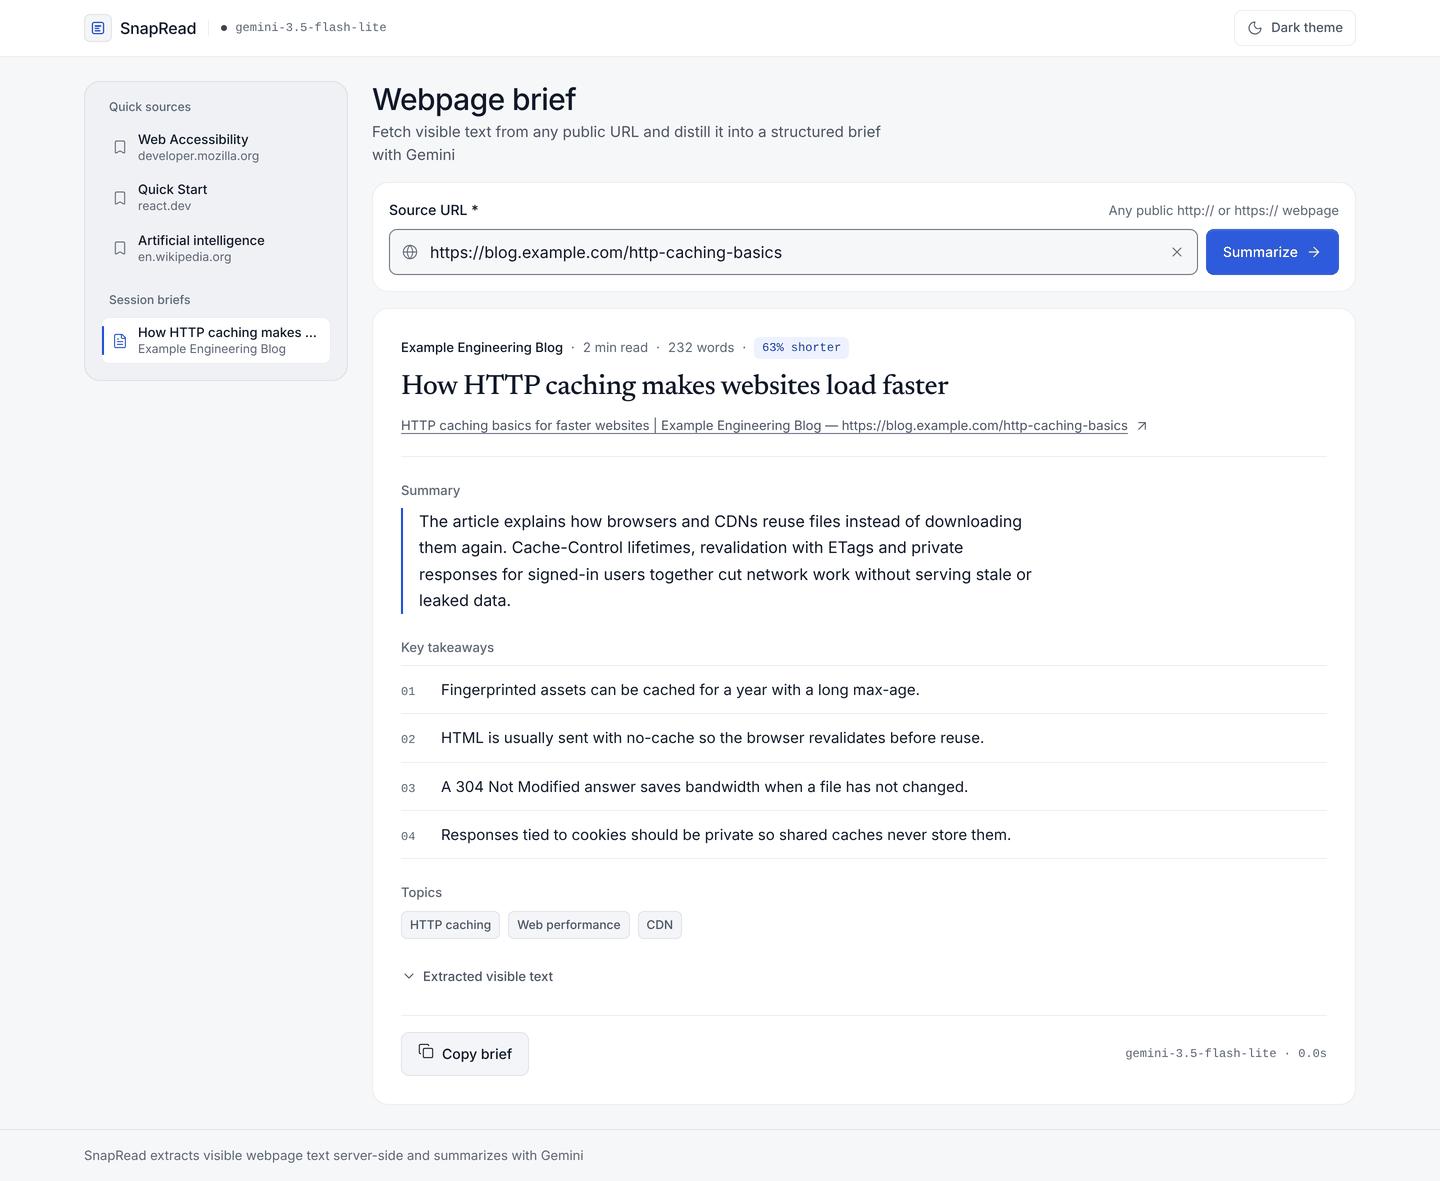 SnapRead
gemini-3.5-flash-lite
Dark theme
Quick sources
Web Accessibility
developer.mozilla.org
Quick Start
react.dev
Artificial intelligence
en.wikipedia.org
Session briefs
How HTTP caching makes ...
Example Engineering Blog
Webpage brief
Fetch visible text from any public URL and distill it into a structured brief
with Gemini
Source URL *
Any public http:// or https:// webpage
https://blog.example.com/http-caching-basics
Summarize
Example Engineering Blog · 2 min read · 232 words · 63% shorter
How HTTP caching makes websites load faster
HTTP caching basics for faster websites | Example Engineering Blog — https://blog.example.com/http-caching-basics
Summary
The article explains how browsers and CDNs reuse files instead of downloading
them again. Cache-Control lifetimes, revalidation with ETags and private
responses for signed-in users together cut network work without serving stale or
leaked data.
Key takeaways
01 Fingerprinted assets can be cached for a year with a long max-age.
02 HTML is usually sent with no-cache so the browser revalidates before reuse.
03 A 304 Not Modified answer saves bandwidth when a file has not changed.
04 Responses tied to cookies should be private so shared caches never store them.
Topics
HTTP caching
Web performance
CDN
Extracted visible text
Copy brief
gemini-3.5-flash-lite · 0.0s
SnapRead extracts visible webpage text server-side and summarizes with Gemini